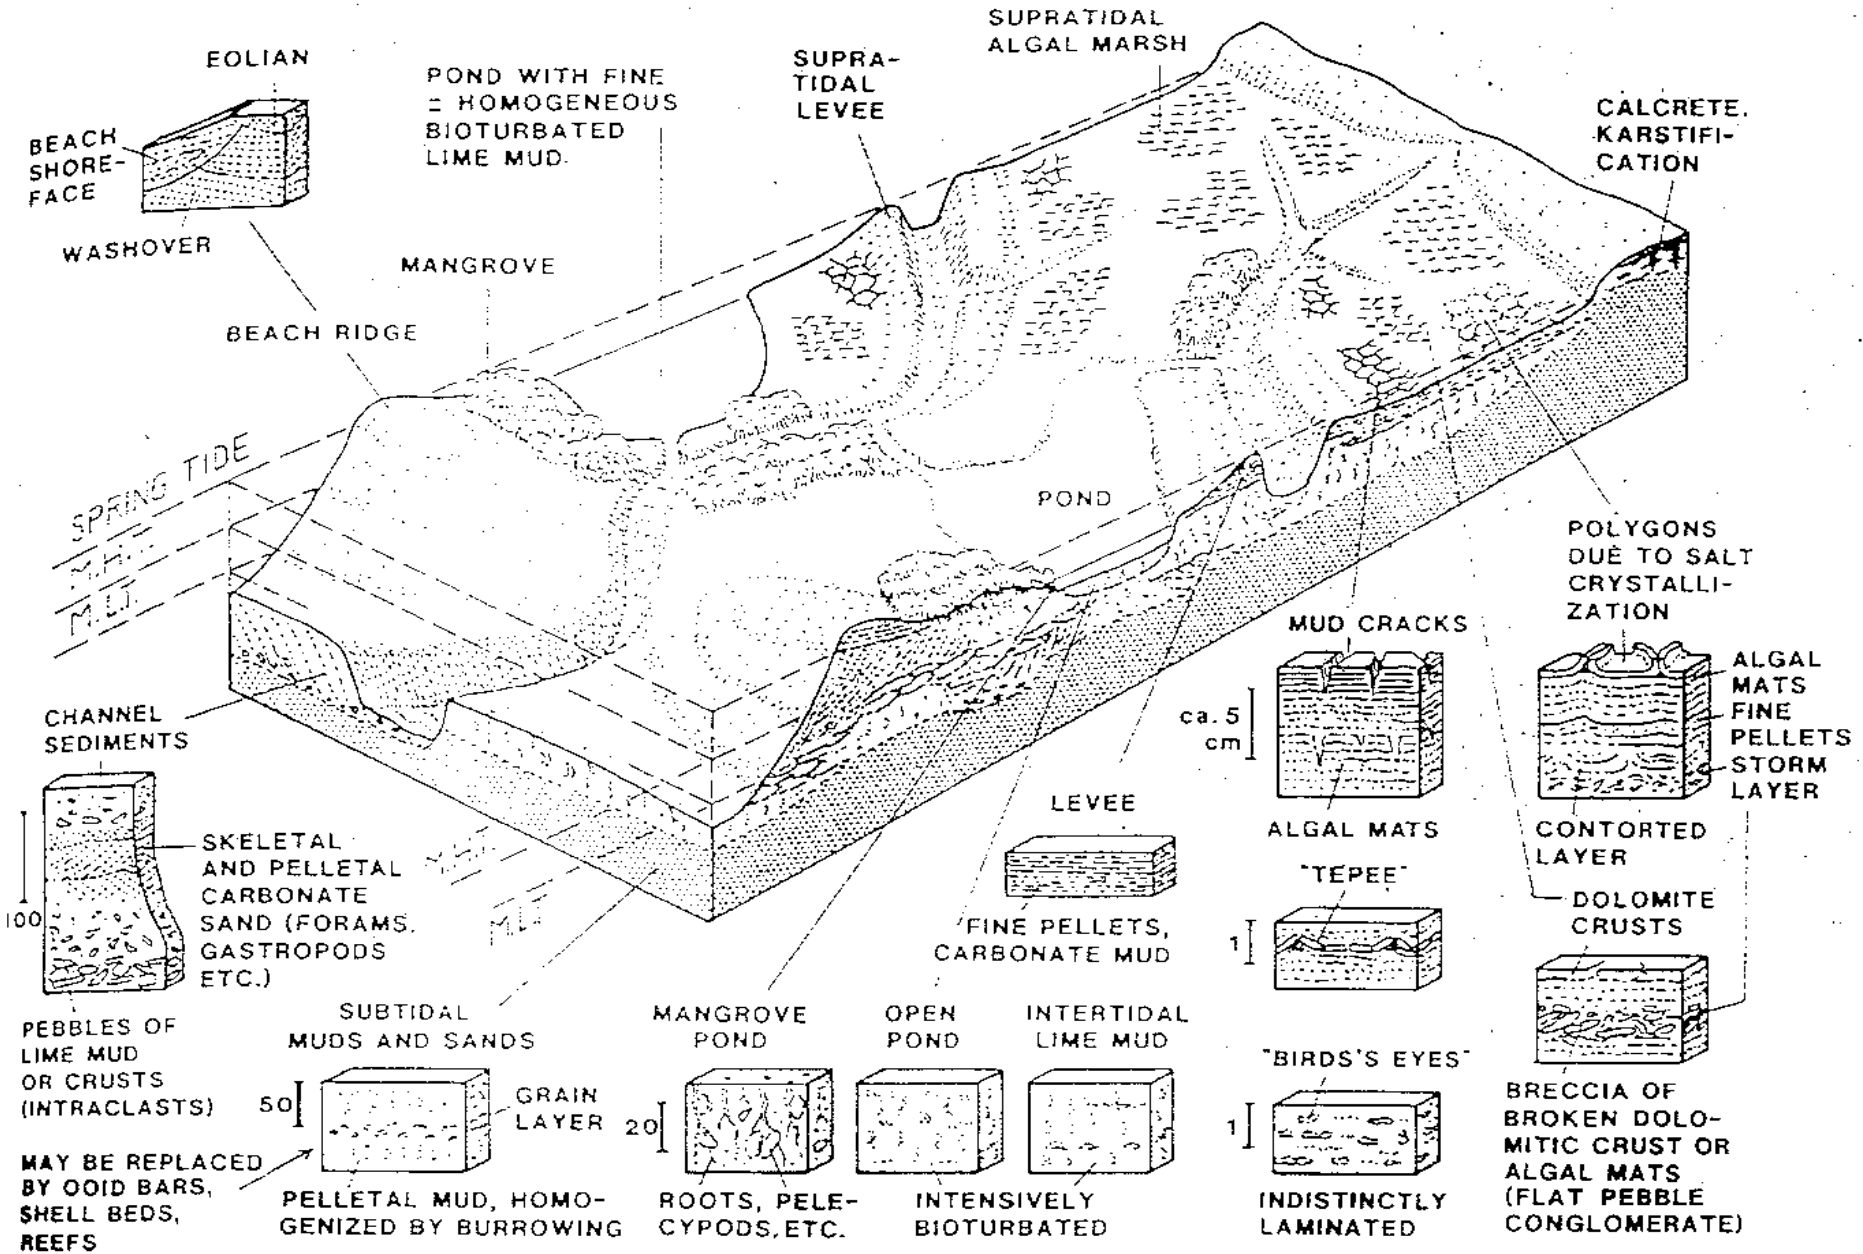 EOLIAN
BEACH
SHORE-
FACE
WASHOVER
POND WITH FINE
± HOMOGENEOUS
BIOTURBATED
LIME MUD.
SUPRA-
TIDAL
LEVEE
SUPRATIDAL
ALGAL MARSH
CALCRETE.
KARSTIFI-
CATION
MANGROVE
BEACH RIDGE
SPRING TIDE
M.H.
POND
POLYGONS
DUE TO SALT
CRYSTALLI-
ZATION
MUD CRACKS
ca. 5
cm
ALGAL MATS
ALGAL
MATS
FINE
PELLETS
STORM
LAYER
CONTORTED
LAYER
CHANNEL
SEDIMENTS
100
SKELETAL
AND PELLETAL
CARBONATE
SAND (FORAMS.
GASTROPODS
ETC.)
PEBBLES OF
LIME MUD
OR CRUSTS
(INTRACLASTS)
LEVEE
FINE PELLETS,
CARBONATE MUD
"TEPEE"
1
DOLOMITE
CRUSTS
SUBTIDAL
MUDS AND SANDS
50
GRAIN
LAYER
MAY BE REPLACED
BY OOID BARS,
SHELL BEDS,
REEFS
PELLETAL MUD, HOMO-
GENIZED BY BURROWING
MANGROVE
POND
20
ROOTS, PELE-
CYPODS, ETC.
OPEN
POND
INTERTIDAL
LIME MUD
INTENSIVELY
BIOTURBATED
"BIRDS'S EYES"
1
INDISTINCTLY
LAMINATED
BRECCIA OF
BROKEN DOLO-
MITIC CRUST OR
ALGAL MATS
(FLAT PEBBLE
CONGLOMERATE)